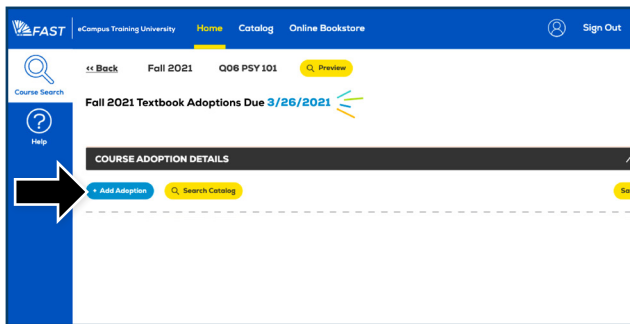 FAST eCampus Training University Home Catalog Online Bookstore Sign Out
<< Back Fall 2021 Q06 PSY 101 Preview
Course Search
Fall 2021 Textbook Adoptions Due 3/26/2021
Help
COURSE ADOPTION DETAILS
+ Add Adoption Search Catalog